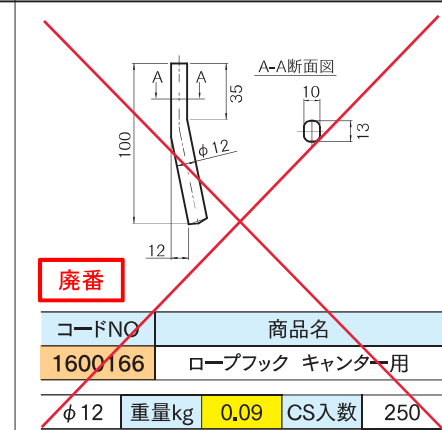 A A
A-A断面図
10
35
13
100
φ12
12
廃番
コードNO 商品名
1600166 ロープフック キャンター用
φ12 重量kg 0.09 CS入数 250